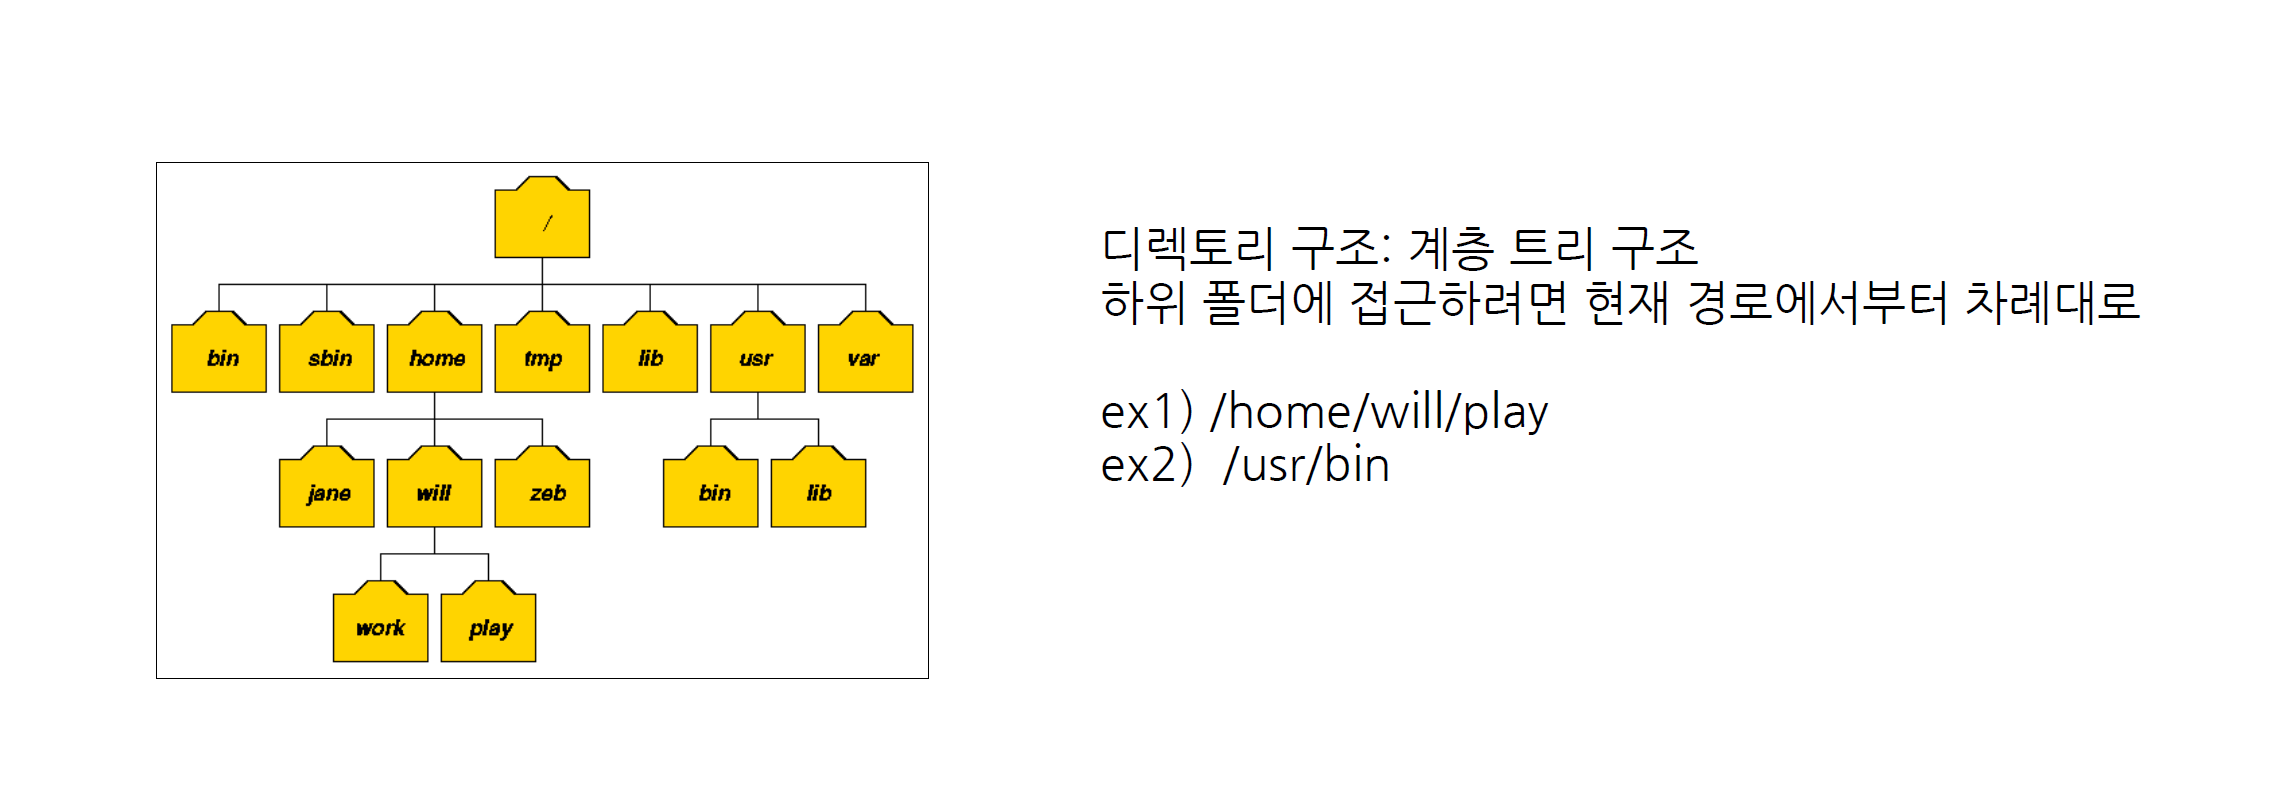 /
bin sbin home tmp lib usr var
jane will zeb bin lib
work play
디렉토리 구조: 계층 트리 구조
하위 폴더에 접근하려면 현재 경로에서부터 차례대로
ex1) /home/will/play
ex2) /usr/bin